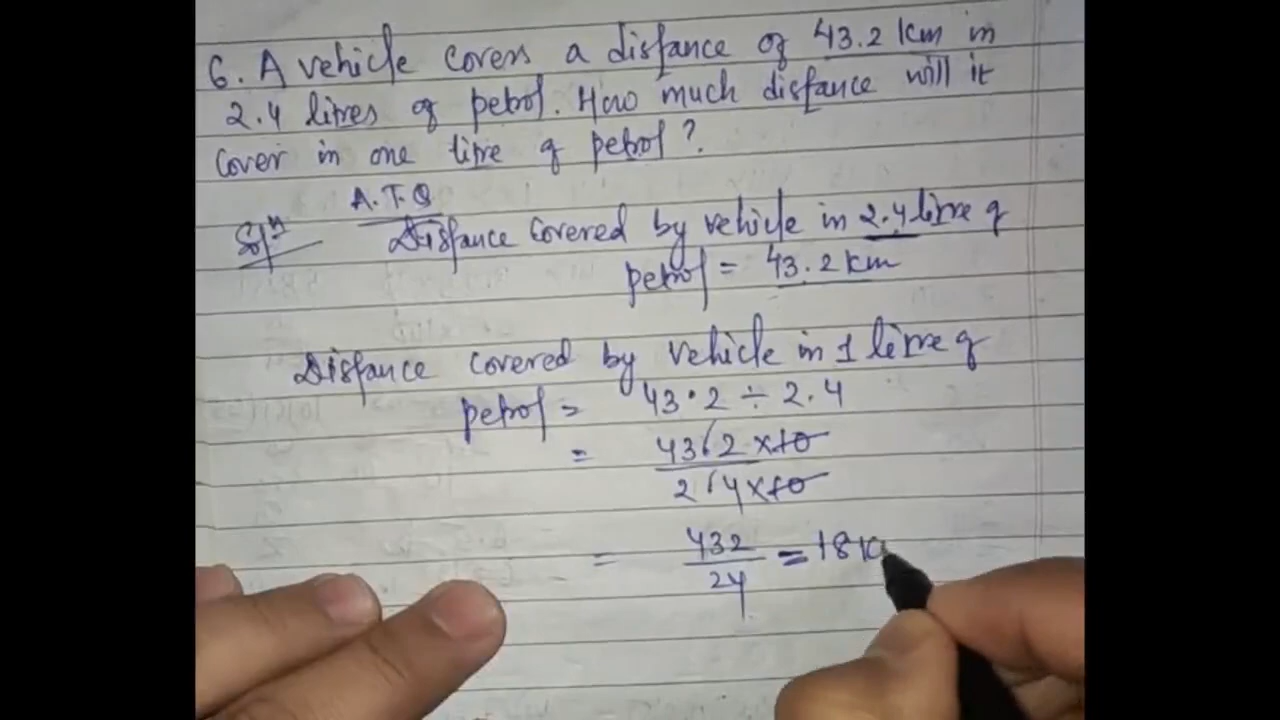 6. A vehicle covers a distance of 43.2 km in
2.4 litres of petrol. How much distance will it
cover in one litre of petrol?
Solⁿ A.T.Q
Distance covered by vehicle in 2.4 litre of
petrol = 43.2 km
Distance covered by vehicle in 1 litre of
petrol = 43.2 ÷ 2.4
= 43.2 x 10
2.4 x 10
= 432 = 18 k
24